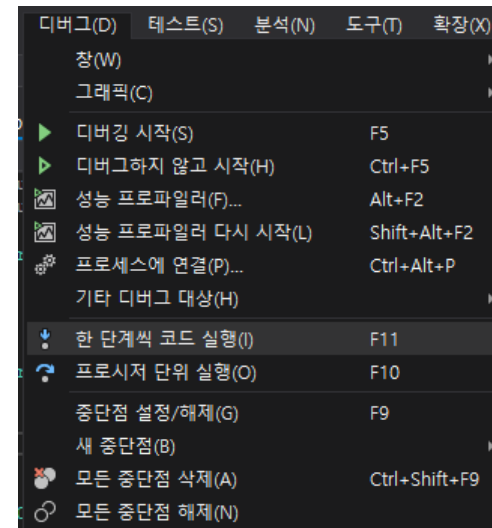 디버그(D) 테스트(S) 분석(N) 도구(T) 확장(X)
창(W)
그래픽(C)
디버깅 시작(S) F5
디버그하지 않고 시작(H) Ctrl+F5
성능 프로파일러(F)... Alt+F2
성능 프로파일러 다시 시작(L) Shift+Alt+F2
프로세스에 연결(P)... Ctrl+Alt+P
기타 디버그 대상(H)
한 단계씩 코드 실행(I) F11
프로시저 단위 실행(O) F10
중단점 설정/해제(G) F9
새 중단점(B)
모든 중단점 삭제(A) Ctrl+Shift+F9
모든 중단점 해제(N)